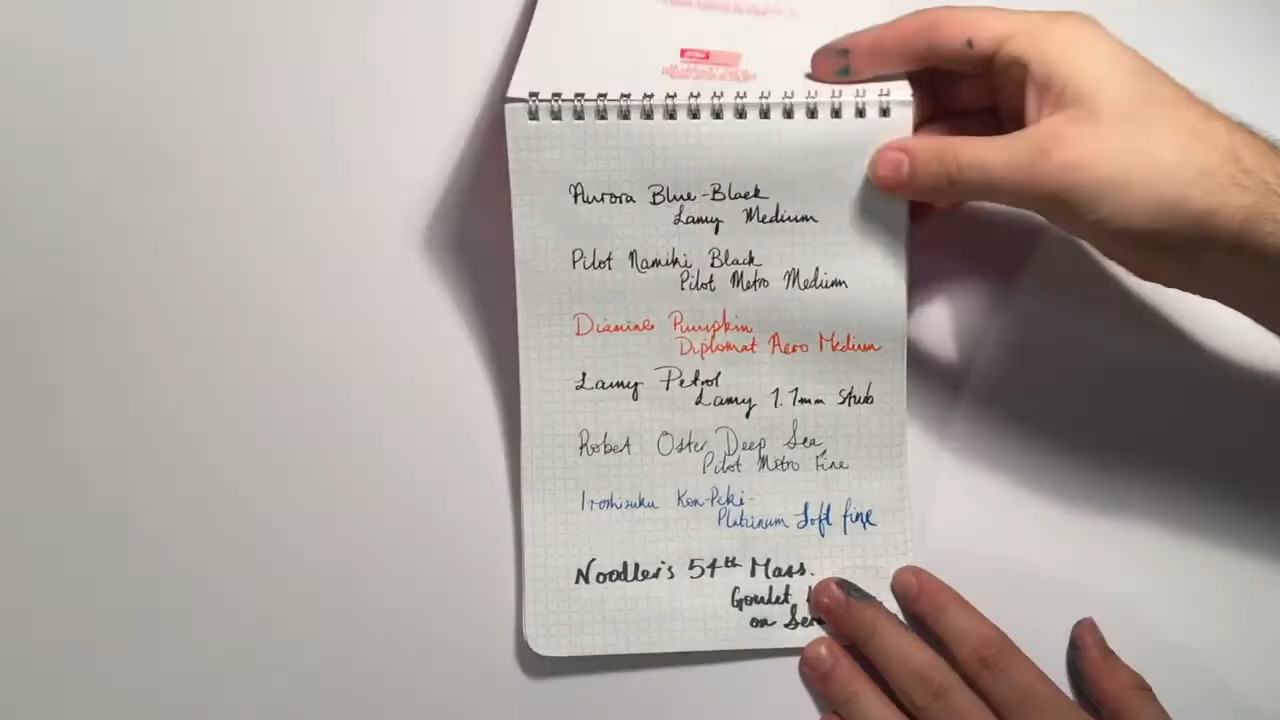 Aurora Blue-Black
Lamy Medium
Pilot Namiki Black
Pilot Metro Medium
Diamine Pumpkin
Diplomat Aero Medium
Lamy Petrol
Lamy 1.1mm Stub
Robert Oster Deep Sea
Pilot Metro Fine
Iroshizuku Kon-Peki-
Platinum Soft fine
Noodler's 54th Mass.
Goulet
on